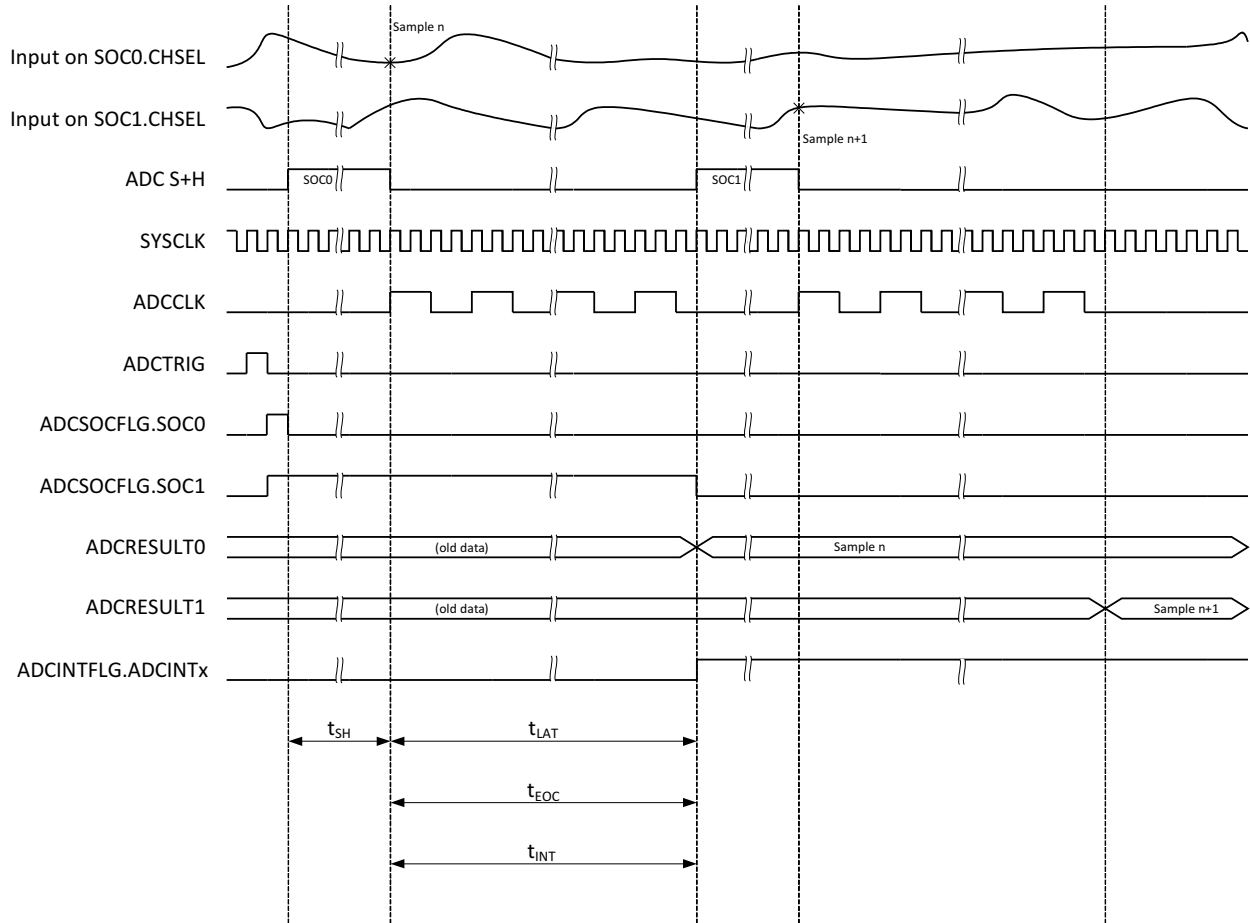 Sample n
Input on SOC0.CHSEL
Input on SOC1.CHSEL
Sample n+1
ADC S+H
SOC0
SOC1
SYSCLK
ADCCLK
ADCTRIG
ADCSOCFLG.SOC0
ADCSOCFLG.SOC1
ADCRESULT0
(old data)
Sample n
ADCRESULT1
(old data)
Sample n+1
ADCINTFLG.ADCINTx
tSH
tLAT
tEOC
tINT